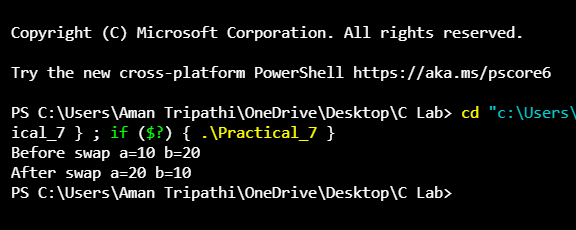 Copyright (C) Microsoft Corporation. All rights reserved.
Try the new cross-platform PowerShell https://aka.ms/pscore6
PS C:\Users\Aman Tripathi\OneDrive\Desktop\C Lab> cd "c:\Users\
ical_7 } ; if ($?) { .\Practical_7 }
Before swap a=10 b=20
After swap a=20 b=10
PS C:\Users\Aman Tripathi\OneDrive\Desktop\C Lab>